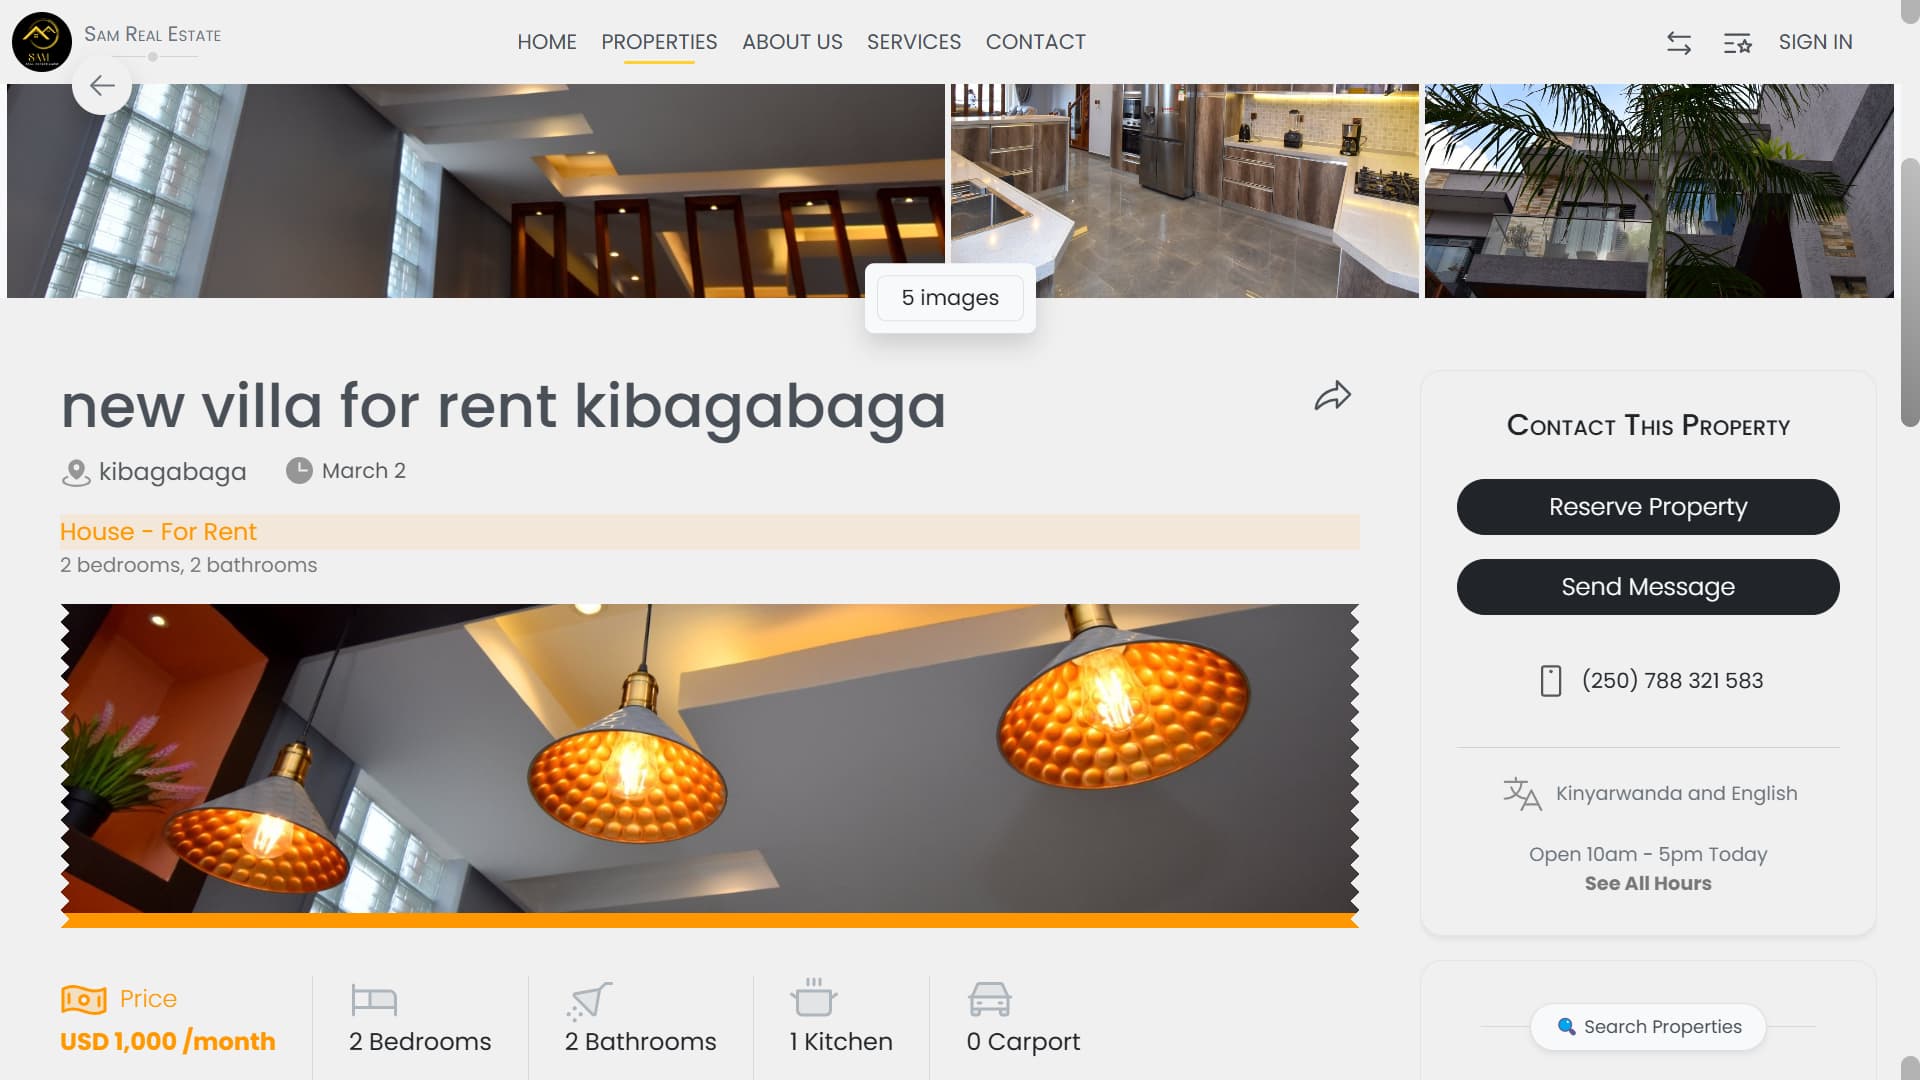 SAM
Sam Real Estate
HOME
PROPERTIES
ABOUT US
SERVICES
CONTACT
SIGN IN
5 images
new villa for rent kibagabaga
kibagabaga
March 2
House - For Rent
2 bedrooms, 2 bathrooms
Price
USD 1,000 /month
2 Bedrooms
2 Bathrooms
1 Kitchen
0 Carport
Contact This Property
Reserve Property
Send Message
(250) 788 321 583
Kinyarwanda and English
Open 10am - 5pm Today
See All Hours
Search Properties